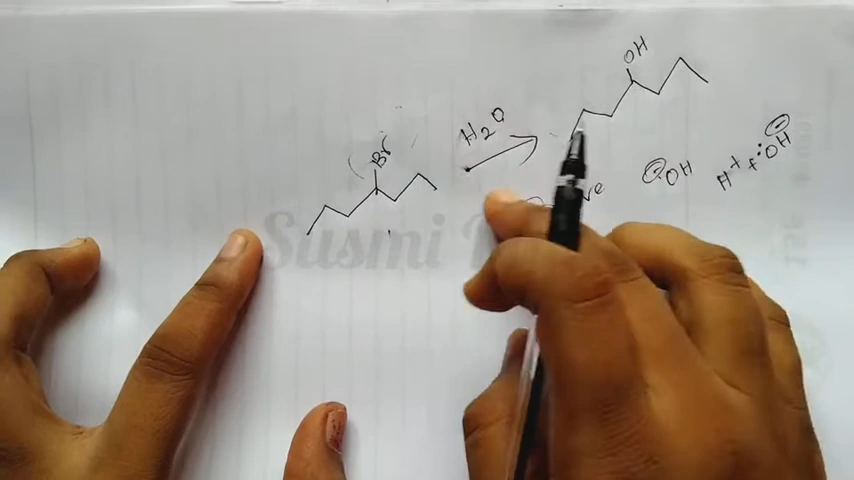 OH
H2O
Br
OH
H+ + :OH
Susmi